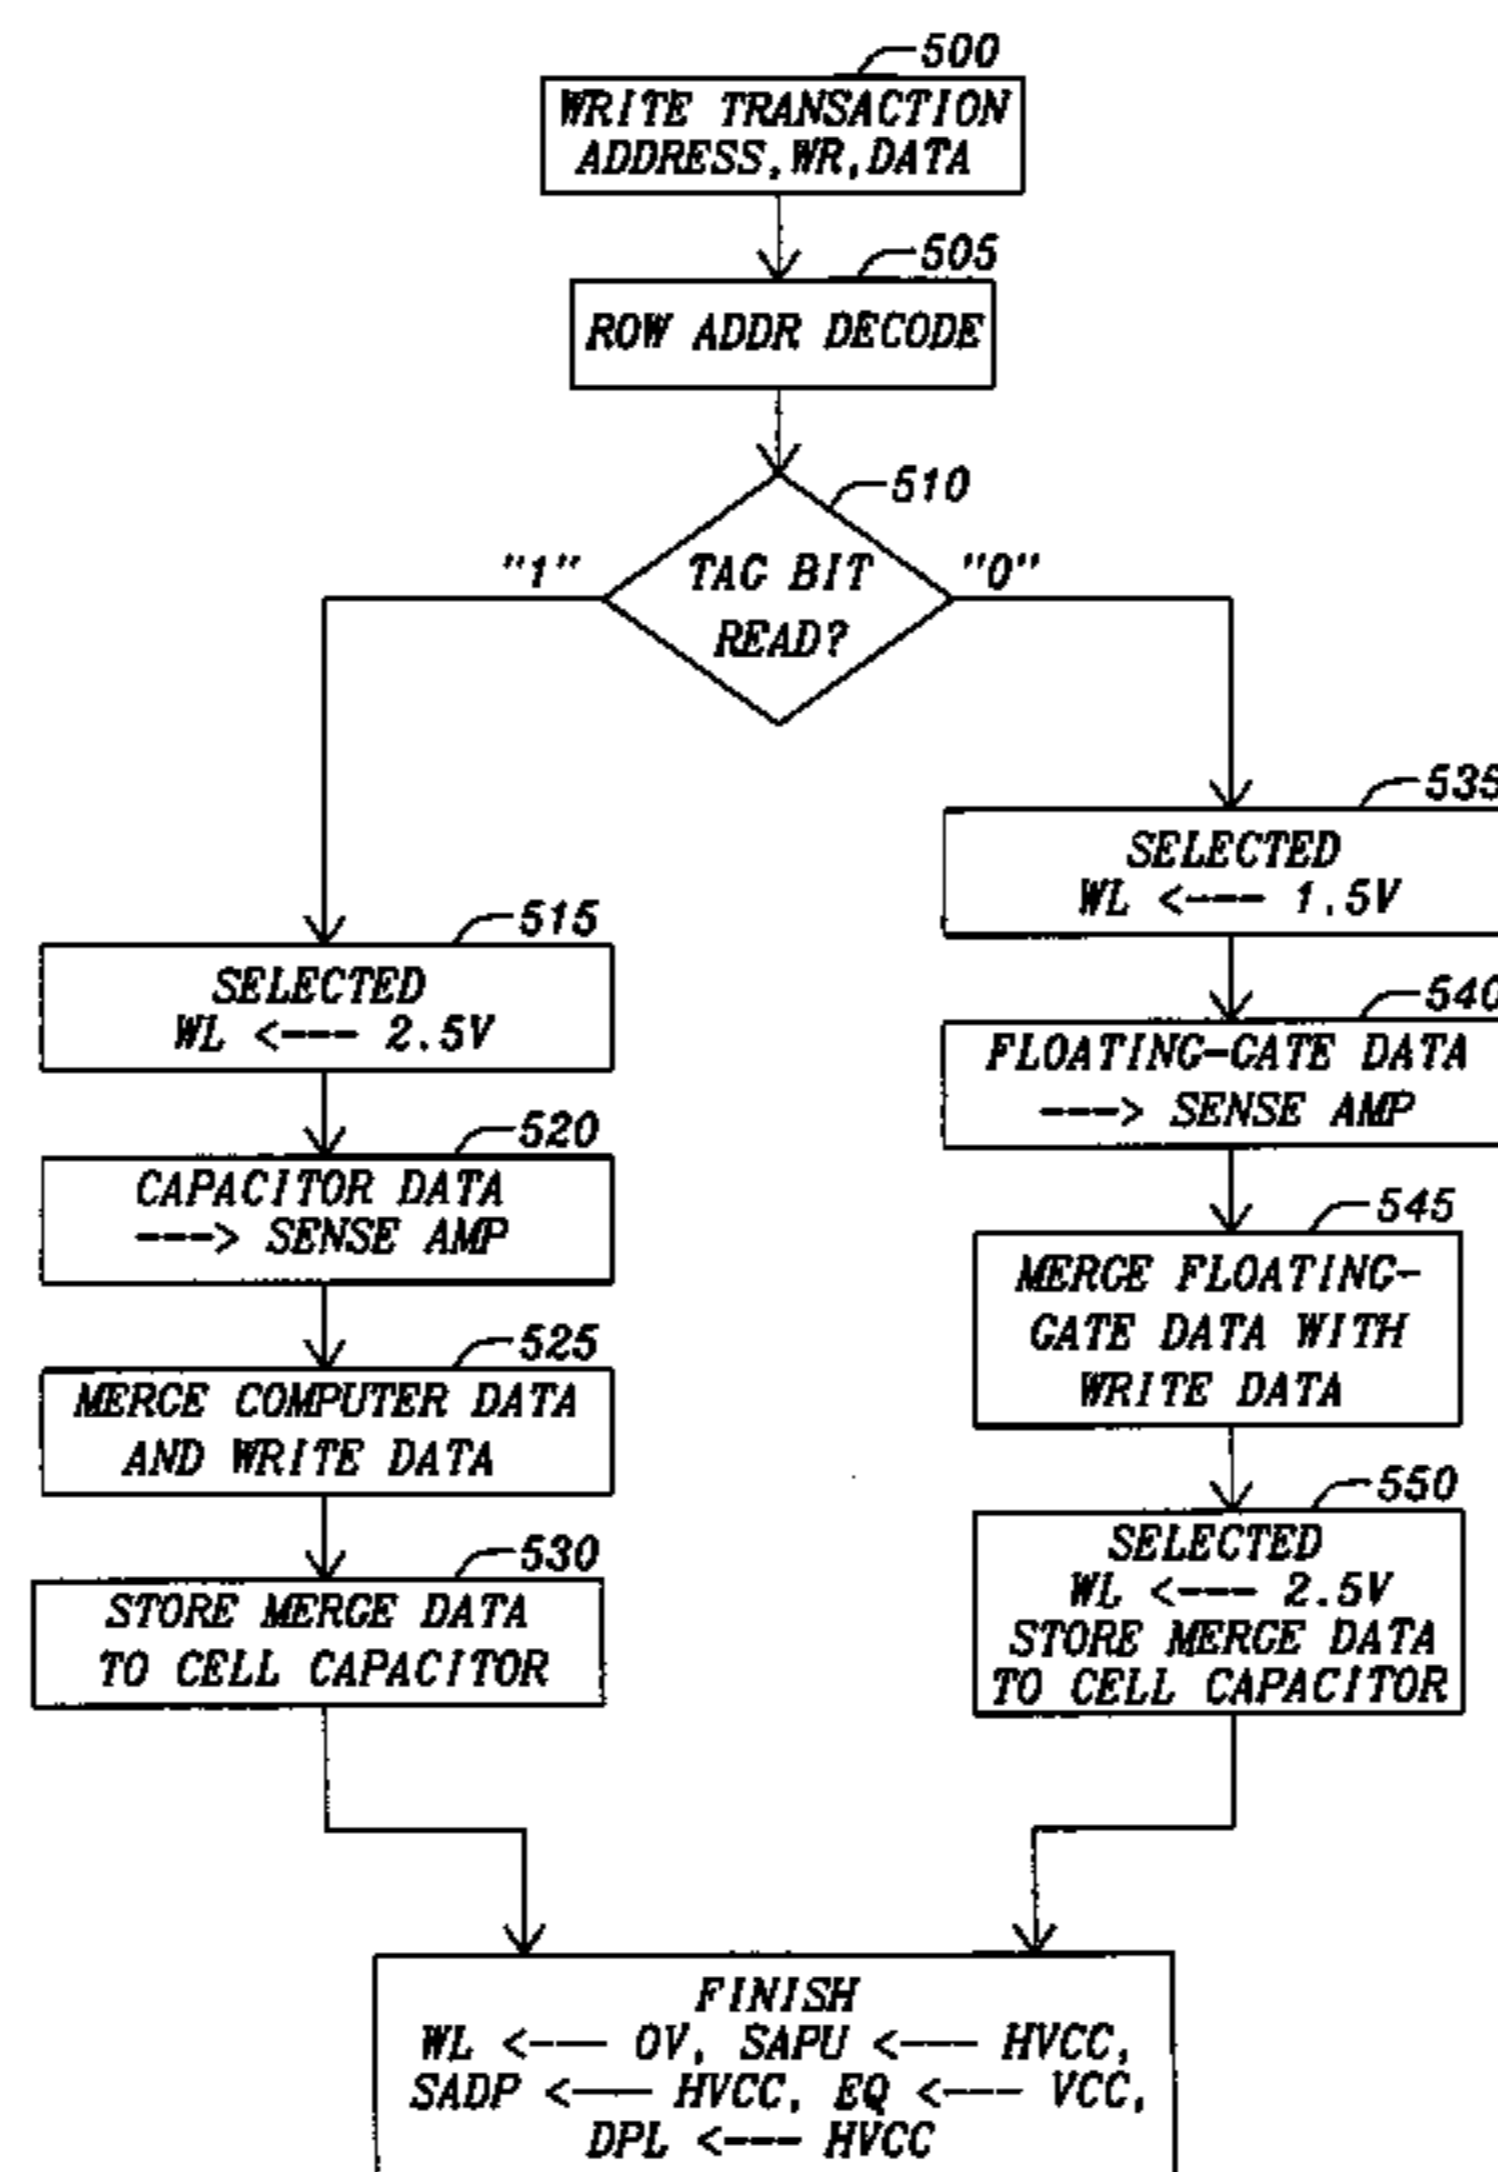 500
WRITE TRANSACTION
ADDRESS,WR,DATA
505
ROW ADDR DECODE
510
"1"
TAG BIT
READ?
"0"
535
SELECTED
WL <--- 1.5V
515
SELECTED
WL <--- 2.5V
540
FLOATING-GATE DATA
---> SENSE AMP
520
CAPACITOR DATA
---> SENSE AMP
545
MERGE FLOATING-
GATE DATA WITH
WRITE DATA
525
MERGE COMPUTER DATA
AND WRITE DATA
550
SELECTED
WL <--- 2.5V
STORE MERGE DATA
TO CELL CAPACITOR
530
STORE MERGE DATA
TO CELL CAPACITOR
FINISH
WL <--- 0V, SAPU <--- HVCC,
SADP <--- HVCC, EQ <--- VCC,
DPL <--- HVCC